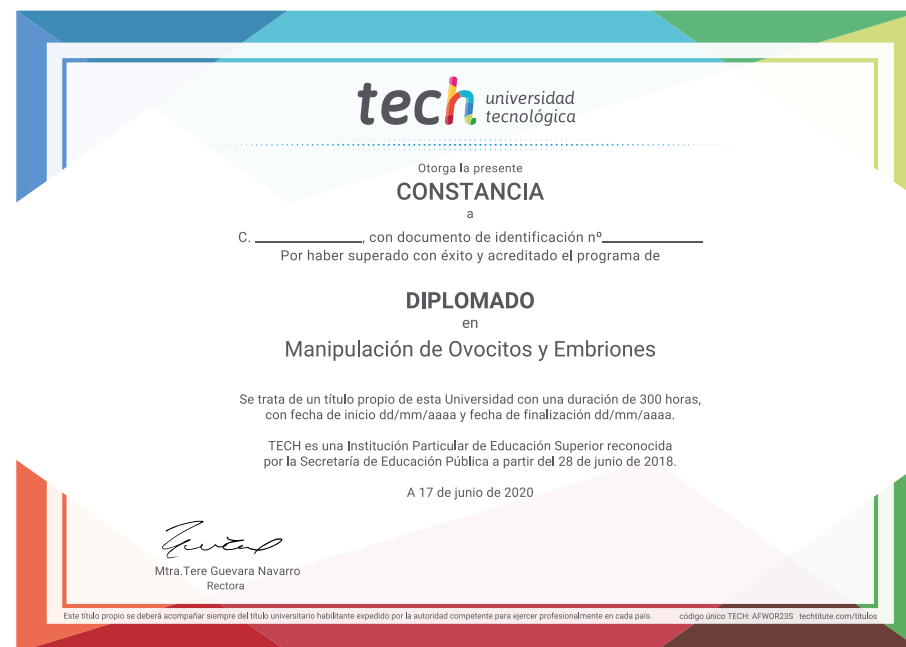 tech universidad
tecnológica
Otorga la presente
CONSTANCIA
a
C. ____________, con documento de identificación nº____________
Por haber superado con éxito y acreditado el programa de
DIPLOMADO
en
Manipulación de Ovocitos y Embriones
Se trata de un título propio de esta Universidad con una duración de 300 horas,
con fecha de inicio dd/mm/aaaa y fecha de finalización dd/mm/aaaa.
TECH es una Institución Particular de Educación Superior reconocida
por la Secretaría de Educación Pública a partir del 28 de junio de 2018.
A 17 de junio de 2020
Mtra.Tere Guevara Navarro
Rectora
Este título propio se deberá acompañar siempre del título universitario habilitante expedido por la autoridad competente para ejercer profesionalmente en cada país. código único TECH: AFWOR23S techtitute.com/titulos